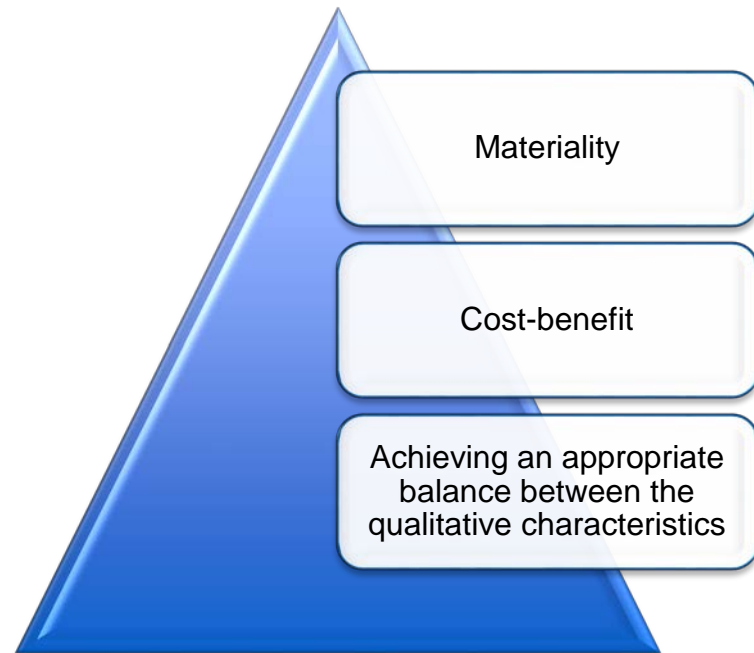 Materiality
Cost-benefit
Achieving an appropriate
balance between the
qualitative characteristics